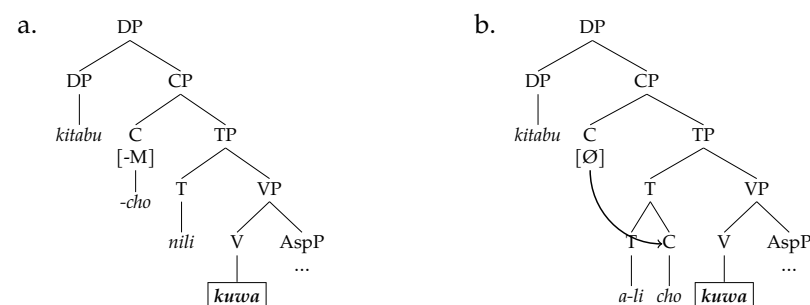 a. b.
DP DP
DP CP DP CP
kitabu C TP kitabu C TP
[-M] [Ø]
-cho T VP T VP
nili V AspP T C V AspP
... ...
kuwa a-li cho kuwa